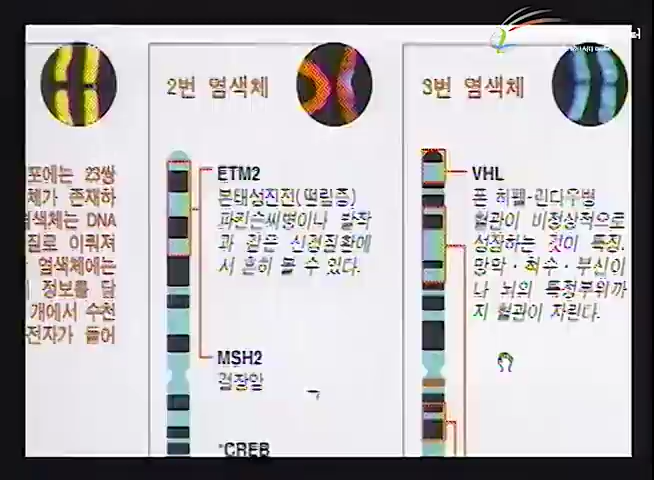 2번 염색체
3번 염색체
포에는 23쌍
체가 존재하
색체는 DNA
질로 이뤄져
염색체에는
정보를 담
개에서 수천
전자가 들어
ETM2
본태성진전(떨림증)
파킨슨씨병이나 발작
과 같은 신경질환에
서 흔히 볼 수 있다.
MSH2
결장암
*CREB
VHL
폰 히펠-린다우병
혈관이 비정상적으로
성장하는 것이 특징.
망막·척수·부신이
나 뇌의 특정부위까
지 혈관이 자란다.